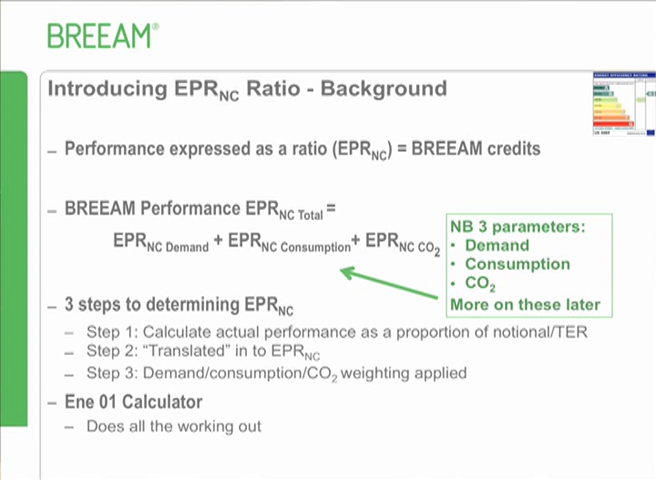 BREEAM®
Introducing EPRNC Ratio - Background
– Performance expressed as a ratio (EPRNC) = BREEAM credits
– BREEAM Performance EPRNC Total =
EPRNC Demand + EPRNC Consumption+ EPRNC CO2
NB 3 parameters:
• Demand
• Consumption
• CO2
More on these later
– 3 steps to determining EPRNC
– Step 1: Calculate actual performance as a proportion of notional/TER
– Step 2: “Translated” in to EPRNC
– Step 3: Demand/consumption/CO2 weighting applied
– Ene 01 Calculator
– Does all the working out